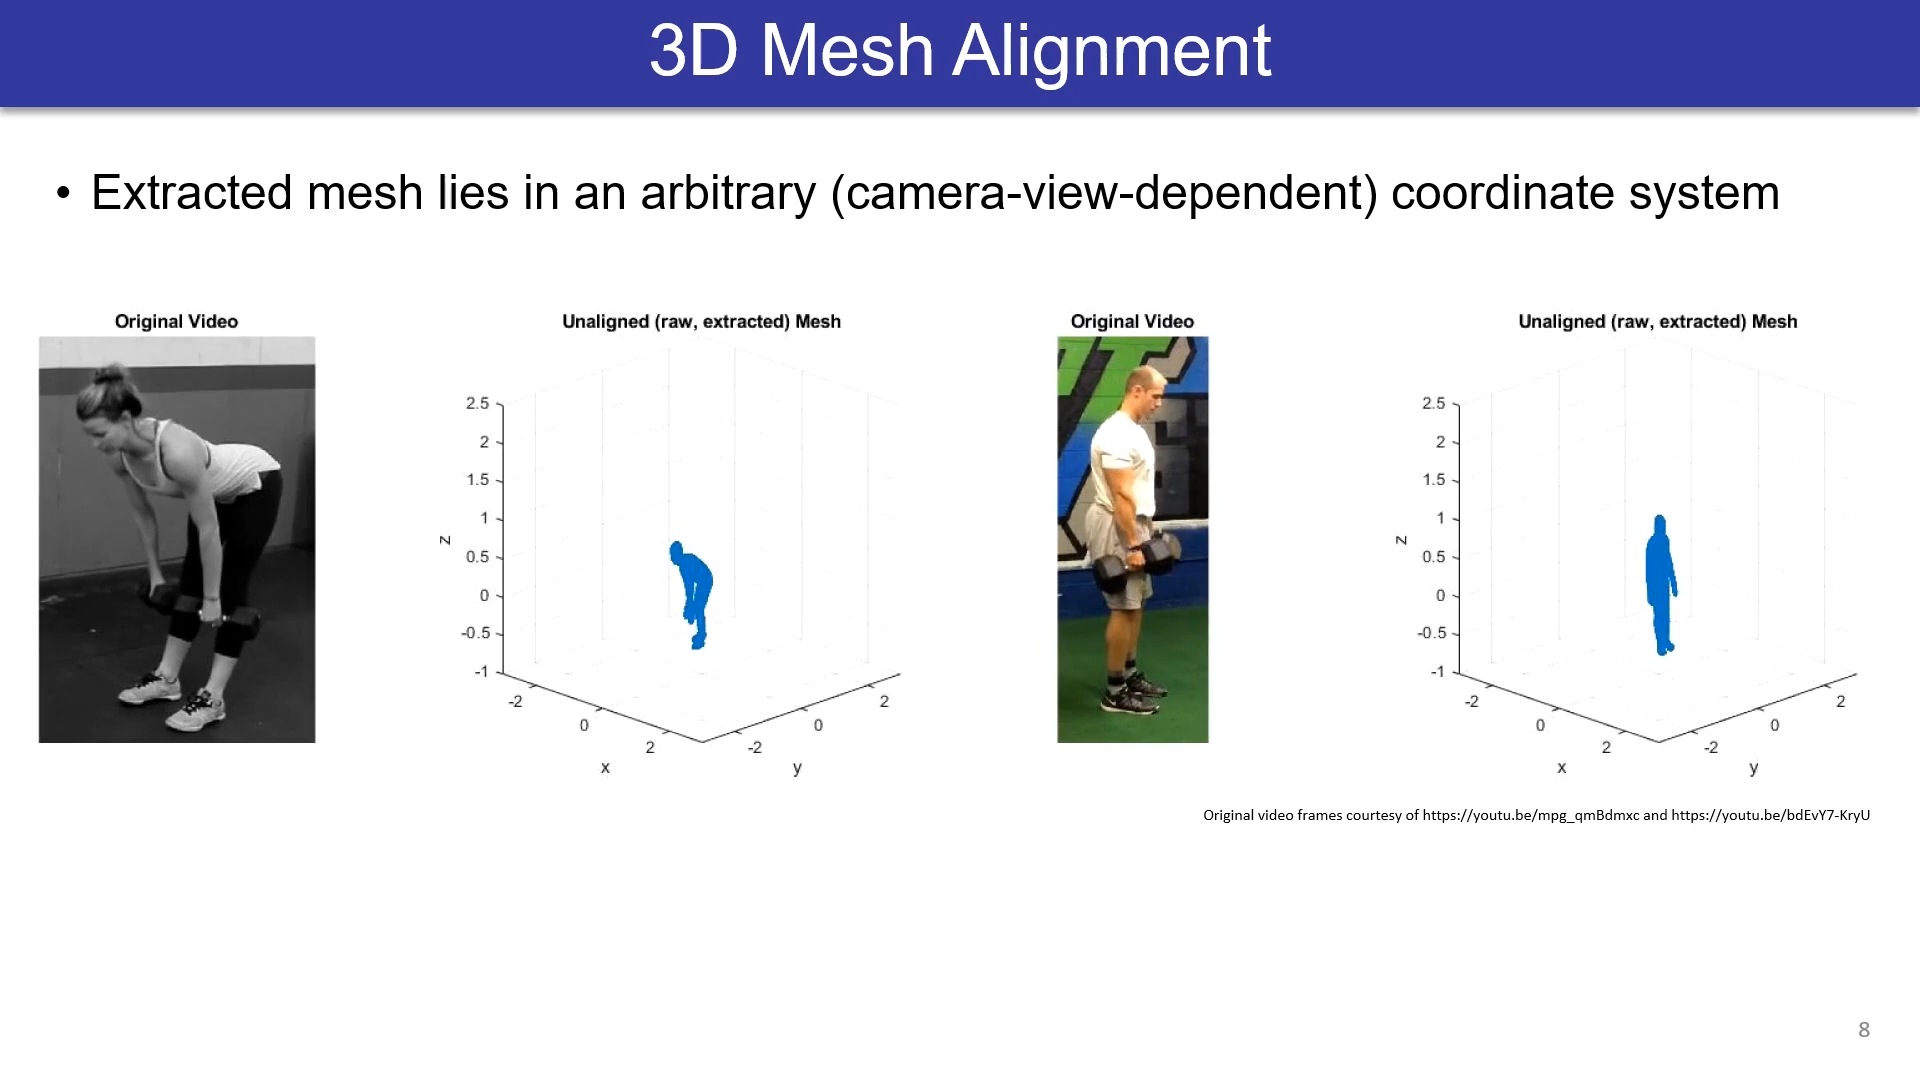 3D Mesh Alignment
• Extracted mesh lies in an arbitrary (camera-view-dependent) coordinate system
Original Video
Unaligned (raw, extracted) Mesh
2.5
2
1.5
1
0.5
0
-0.5
-1
z
-2
0
2
x
-2
0
2
y
Original Video
Unaligned (raw, extracted) Mesh
2.5
2
1.5
1
0.5
0
-0.5
-1
z
-2
0
2
x
-2
0
2
y
Original video frames courtesy of https://youtu.be/mpg_qmBdmxc and https://youtu.be/bdEvY7-KryU
8